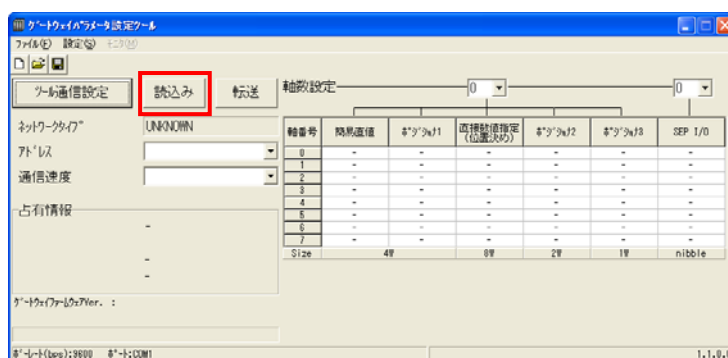 ｹﾞｰﾄｳｪｲﾊﾟﾗﾒｰﾀ設定ﾂｰﾙ
ﾌｧｲﾙ(F) 設定(S) ﾓﾆﾀ(M)
ﾂｰﾙ通信設定 読込み 転送 軸数設定 0 0
ﾈｯﾄﾜｰｸﾀｲﾌﾟ UNKNOWN
ｱﾄﾞﾚｽ
通信速度
占有情報
-
-
-
ｹﾞｰﾄｳｪｲﾌｧｰﾑｳｪｱVer. :
軸番号 簡易直値 ﾎﾟｼﾞｼｮﾝ1 直接数値指定(位置決め) ﾎﾟｼﾞｼｮﾝ2 ﾎﾟｼﾞｼｮﾝ3 SEP I/O
0 - - - - - -
1 - - - - - -
2 - - - - - -
3 - - - - - -
4 - - - - - -
5 - - - - - -
6 - - - - - -
7 - - - - - -
Size 4W 8W 2W 1W nibble
ﾎﾞｰﾚｰﾄ(bps):9600 ﾎﾟｰﾄ:COM1